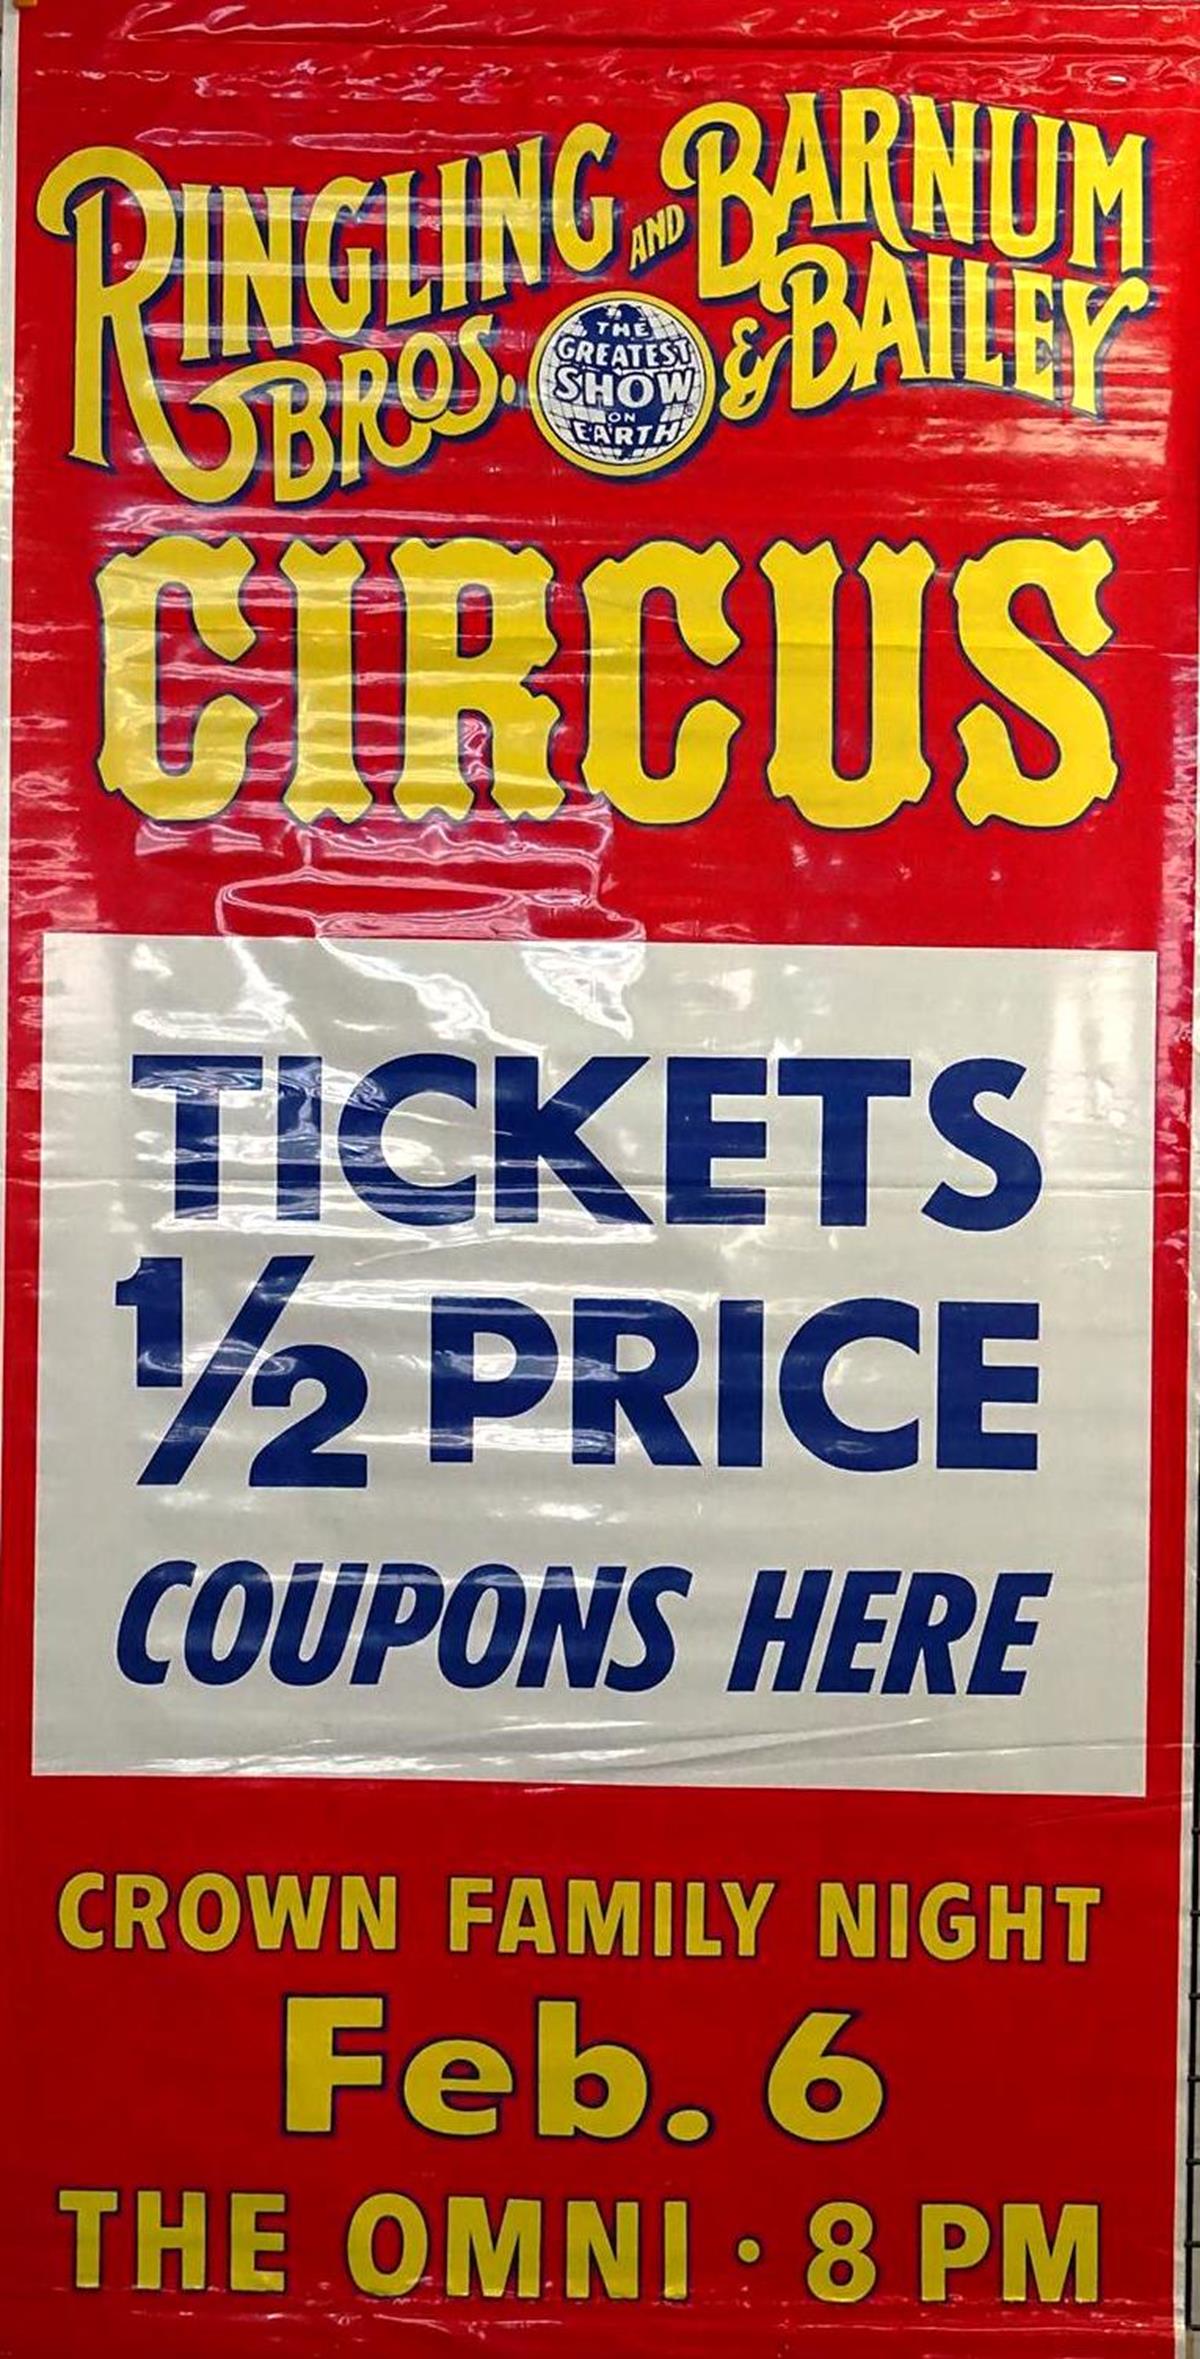 RINGLING BROS. AND BARNUM & BAILEY
THE
GREATEST
SHOW
ON
EARTH
CIRCUS
TICKETS
1/2 PRICE
COUPONS HERE
CROWN FAMILY NIGHT
Feb. 6
THE OMNI · 8 PM